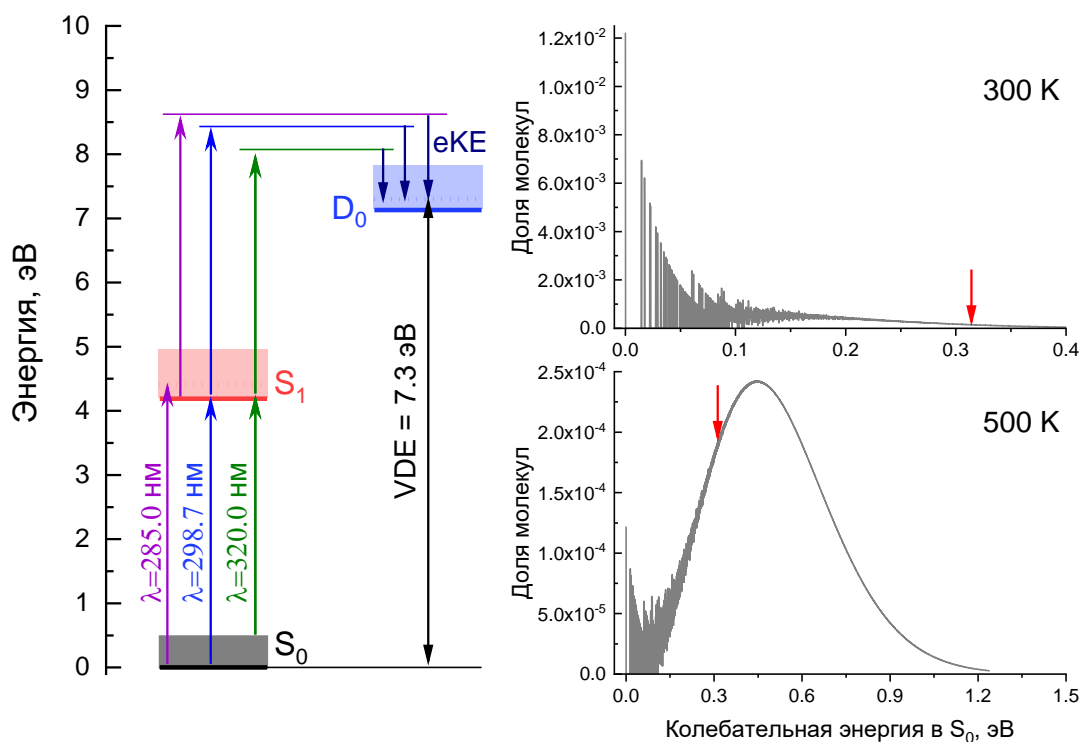 Энергия, эВ
10
9
8
7
6
5
4
3
2
1
0
eKE
D₀
VDE = 7.3 эВ
S₁
λ=285.0 нм
λ=298.7 нм
λ=320.0 нм
S₀
Доля молекул
1.2x10⁻²
1.0x10⁻²
8.0x10⁻³
6.0x10⁻³
4.0x10⁻³
2.0x10⁻³
0.0
300 K
0.0 0.1 0.2 0.3 0.4
Доля молекул
2.5x10⁻⁴
2.0x10⁻⁴
1.5x10⁻⁴
1.0x10⁻⁴
5.0x10⁻⁵
0.0
500 K
0.0 0.3 0.6 0.9 1.2 1.5
Колебательная энергия в S₀, эВ